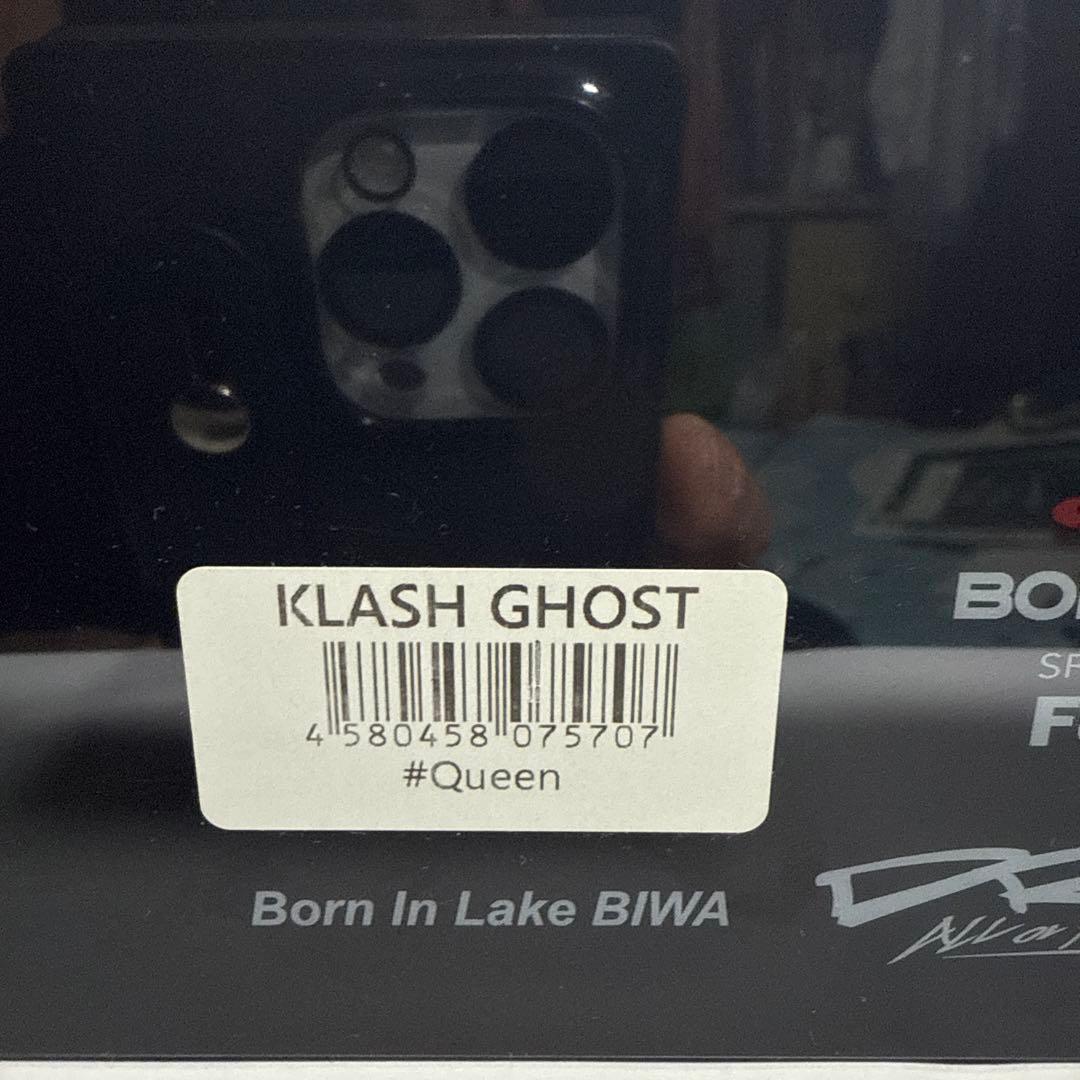 KLASH GHOST
4 580458 075707
#Queen
Born In Lake BIWA